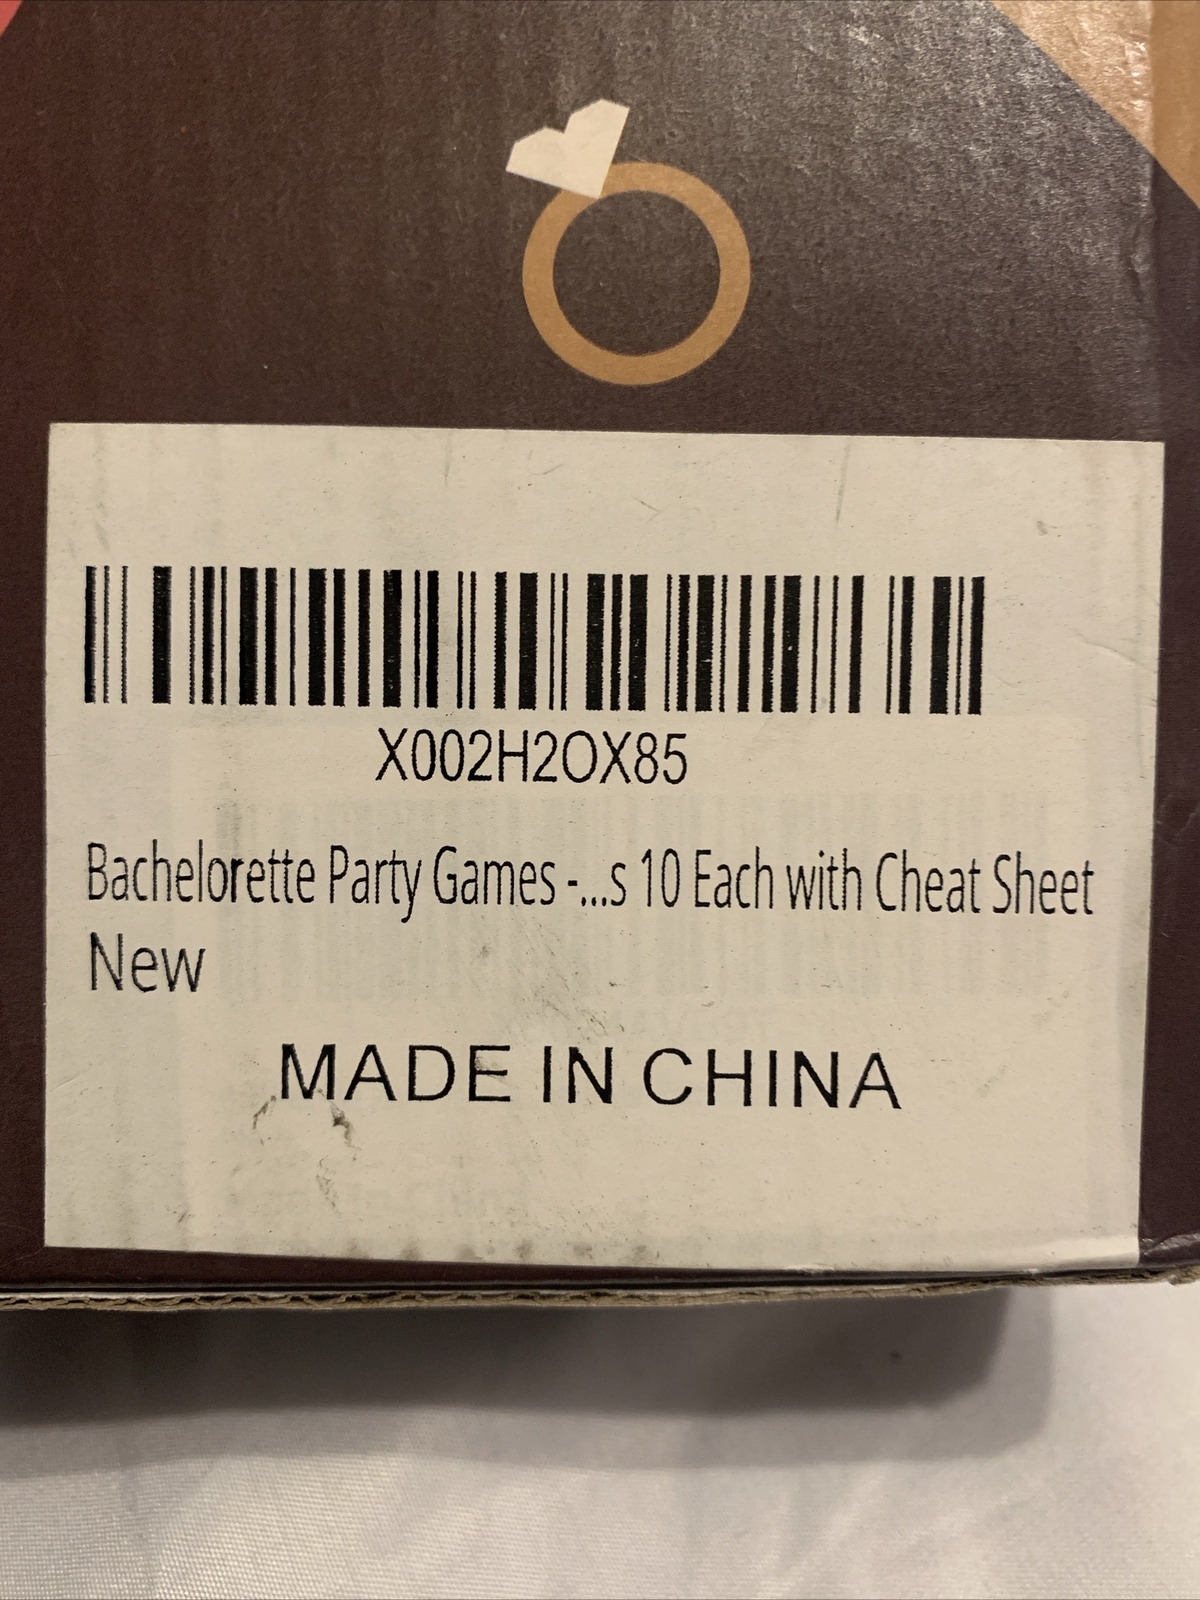 X002H2OX85
Bachelorette Party Games -...s 10 Each with Cheat Sheet
New
MADE IN CHINA